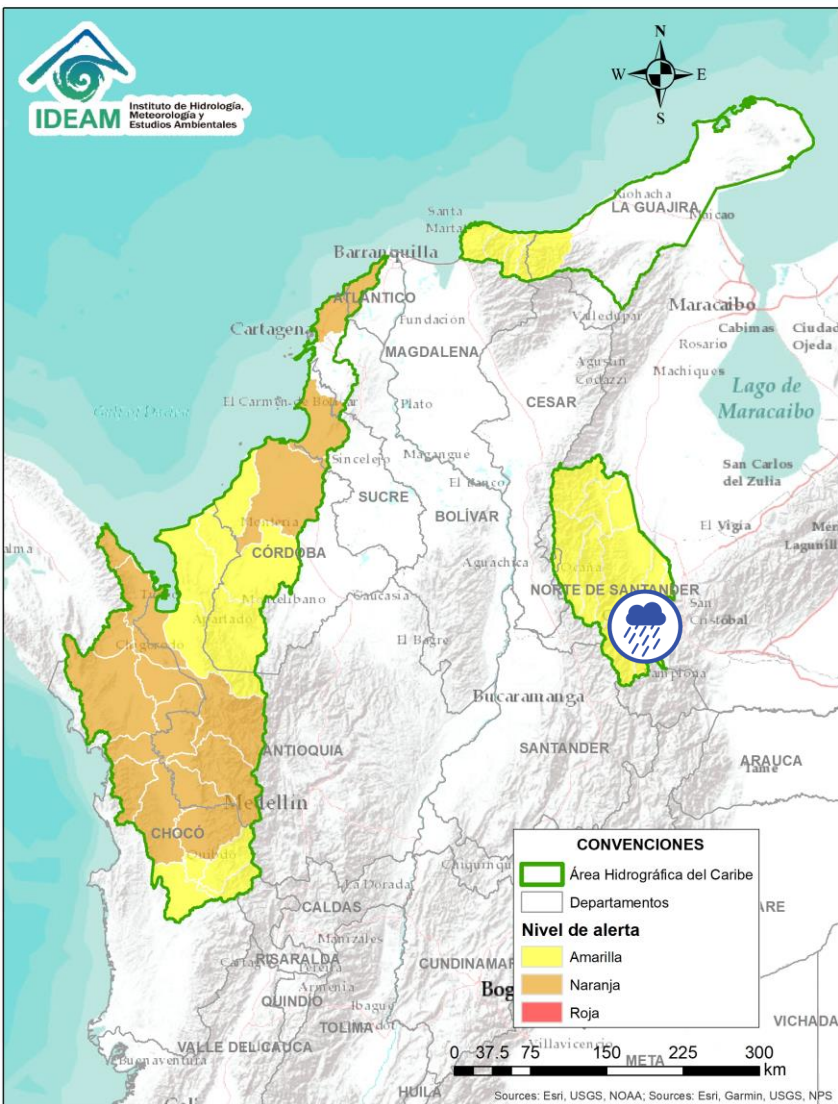 N
W
E
S
IDEAM
Instituto de Hidrología,
Meteorología y
Estudios Ambientales
Riohacha
LA GUAJIRA
Maicao
Santa
Marta
Barranquilla
ATLÁNTICO
Cartagena
Fundación
Valledupar
Maracaibo
Cabimas
Ciudad
Ojeda
Rosario
Machiques
MAGDALENA
Agustín
Codazzi
CESAR
Lago de
Maracaibo
El Carmen de Bolívar
Plato
Sincelejo
Magangué
San Carlos
del Zulia
SUCRE
El Banco
BOLÍVAR
Montería
El Vigía
CÓRDOBA
Aguachica
Ocaña
NORTE DE SANTANDER
Turbo
Apartadó
Montelíbano
Caucasia
San
Cristóbal
Chigorodó
El Bagre
Pamplona
Bucaramanga
ANTIOQUIA
SANTANDER
ARAUCA
Tame
Medellín
CHOCÓ
Quibdó
La Dorada
CALDAS
Manizales
RISARALDA
Pereira
Armenia
QUINDÍO
Ibagué
TOLIMA
VALLE DEL CAUCA
Buenaventura
HUILA
Villavicencio
META
VICHADA
CONVENCIONES
Área Hidrográfica del Caribe
Departamentos
Nivel de alerta
Amarilla
Naranja
Roja
0 37.5 75 150 225 300
km
Sources: Esri, USGS, NOAA; Sources: Esri, Garmin, USGS, NPS